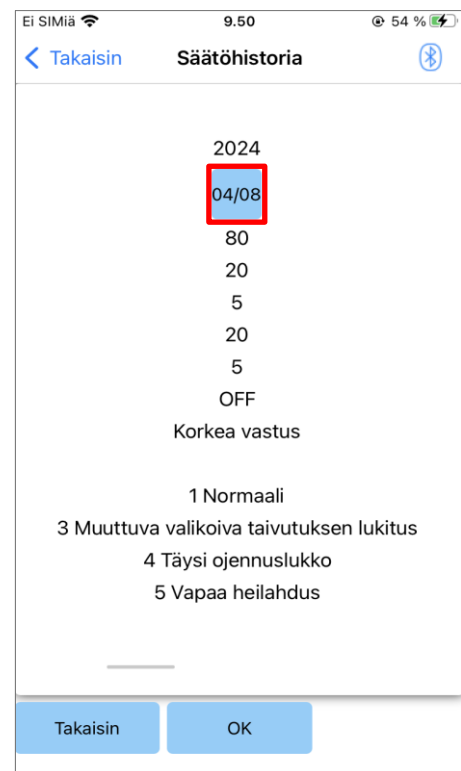 Ei SIMiä 9.50 54 %
Takaisin Säätöhistoria
2024
04/08
80
20
5
20
5
OFF
Korkea vastus
1 Normaali
3 Muuttuva valikoiva taivutuksen lukitus
4 Täysi ojennuslukko
5 Vapaa heilahdus
Takaisin OK